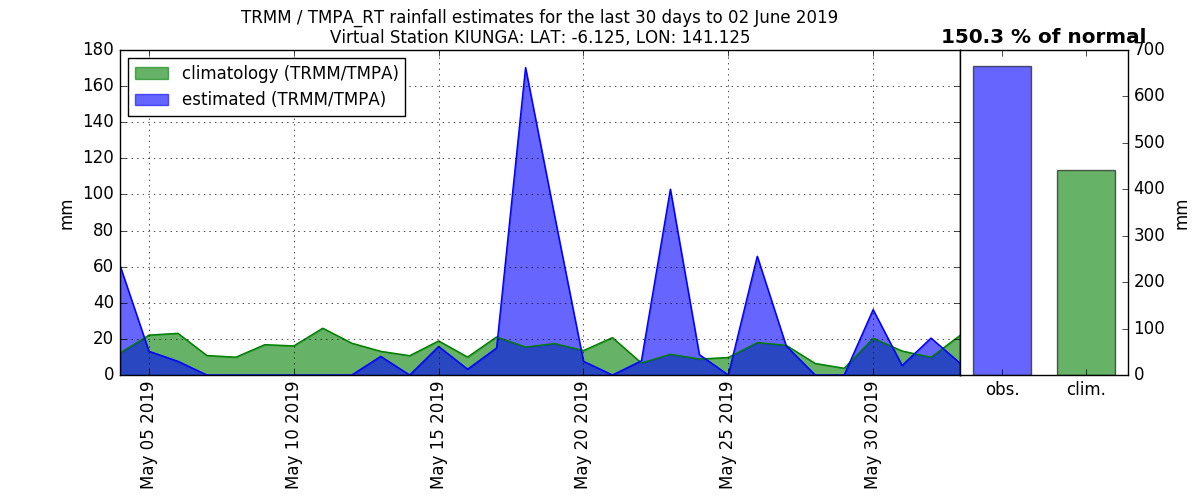 TRMM / TMPA_RT rainfall estimates for the last 30 days to 02 June 2019
Virtual Station KIUNGA: LAT: -6.125, LON: 141.125
150.3 % of normal
climatology (TRMM/TMPA)
estimated (TRMM/TMPA)
mm
180
160
140
120
100
80
60
40
20
0
May 05 2019
May 10 2019
May 15 2019
May 20 2019
May 25 2019
May 30 2019
obs.
clim.
700
600
500
400
300
200
100
0
mm